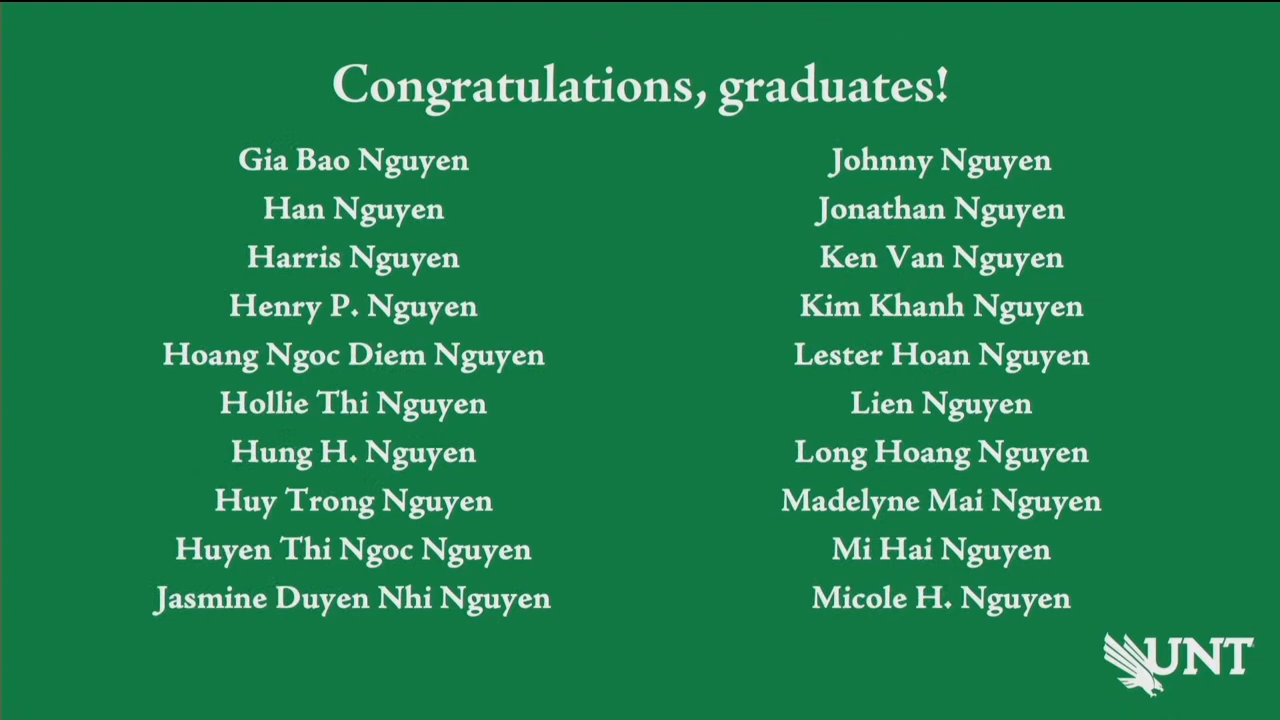 Congratulations, graduates!
Gia Bao Nguyen
Han Nguyen
Harris Nguyen
Henry P. Nguyen
Hoang Ngoc Diem Nguyen
Hollie Thi Nguyen
Hung H. Nguyen
Huy Trong Nguyen
Huyen Thi Ngoc Nguyen
Jasmine Duyen Nhi Nguyen
Johnny Nguyen
Jonathan Nguyen
Ken Van Nguyen
Kim Khanh Nguyen
Lester Hoan Nguyen
Lien Nguyen
Long Hoang Nguyen
Madelyne Mai Nguyen
Mi Hai Nguyen
Micole H. Nguyen
UNT